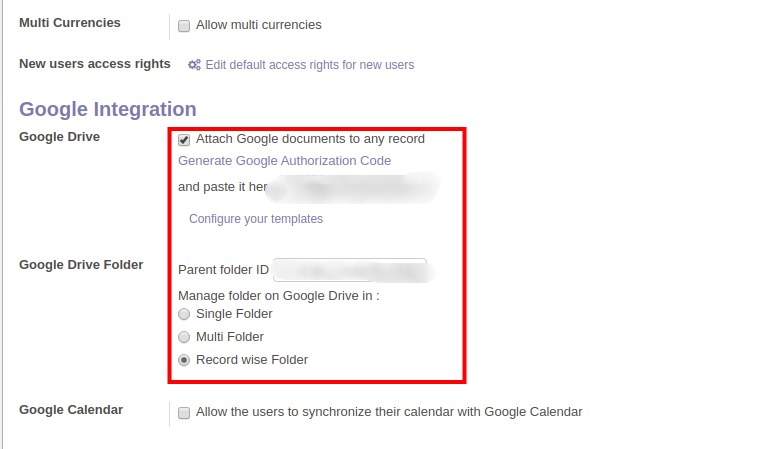 Multi Currencies Allow multi currencies
New users access rights Edit default access rights for new users
Google Integration
Google Drive Attach Google documents to any record
Generate Google Authorization Code
and paste it her
Configure your templates
Google Drive Folder Parent folder ID
Manage folder on Google Drive in :
Single Folder
Multi Folder
Record wise Folder
Google Calendar Allow the users to synchronize their calendar with Google Calendar